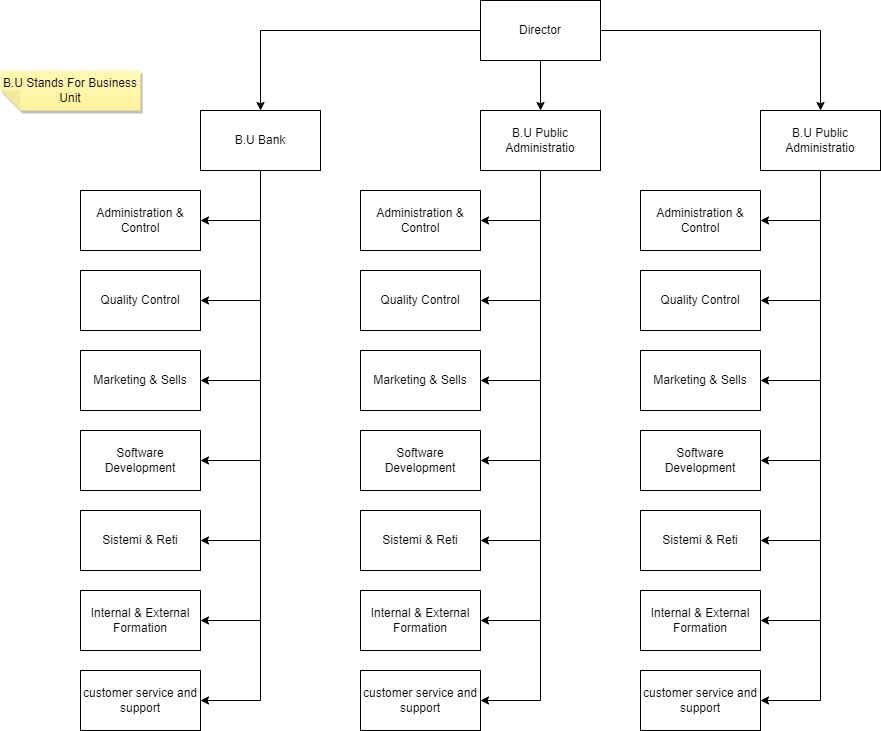 Director
B.U Stands For Business
Unit
B.U Bank
B.U Public
Administratio
B.U Public
Administratio
Administration &
Control
Administration &
Control
Administration &
Control
Quality Control
Quality Control
Quality Control
Marketing & Sells
Marketing & Sells
Marketing & Sells
Software
Development
Software
Development
Software
Development
Sistemi & Reti
Sistemi & Reti
Sistemi & Reti
Internal & External
Formation
Internal & External
Formation
Internal & External
Formation
customer service and
support
customer service and
support
customer service and
support